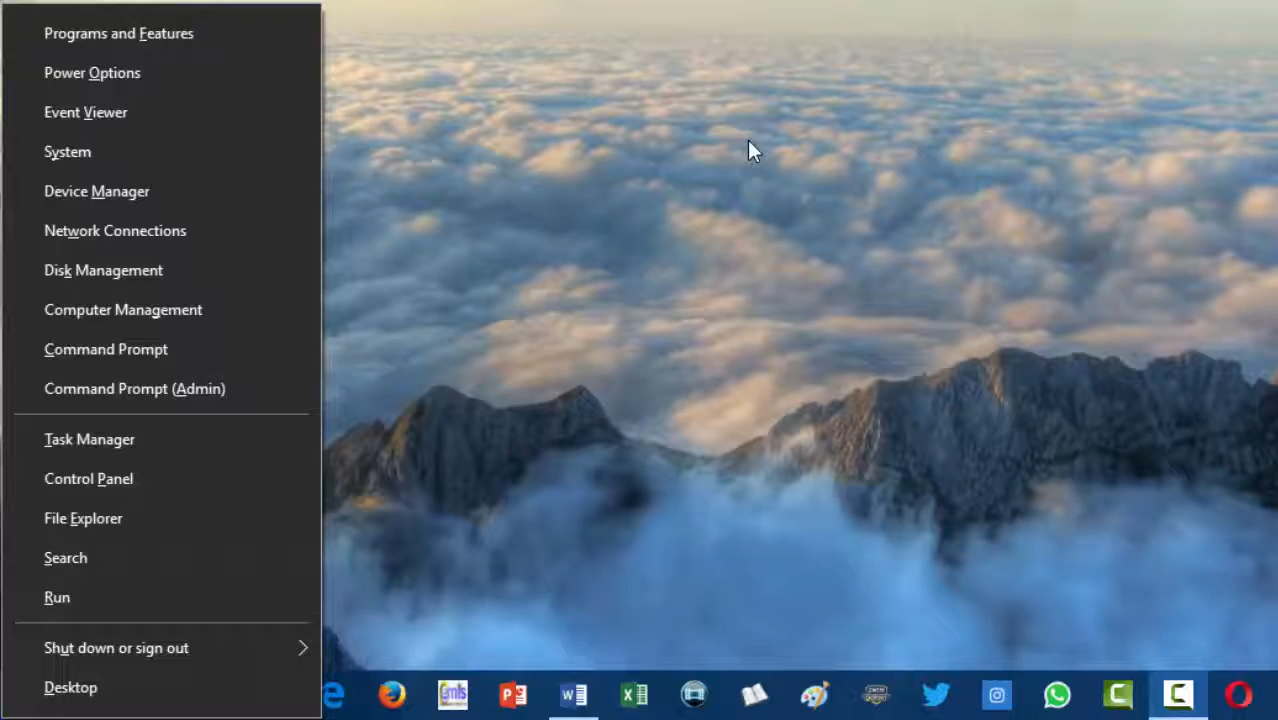 Programs and Features
Power Options
Event Viewer
System
Device Manager
Network Connections
Disk Management
Computer Management
Command Prompt
Command Prompt (Admin)
Task Manager
Control Panel
File Explorer
Search
Run
Shut down or sign out
Desktop